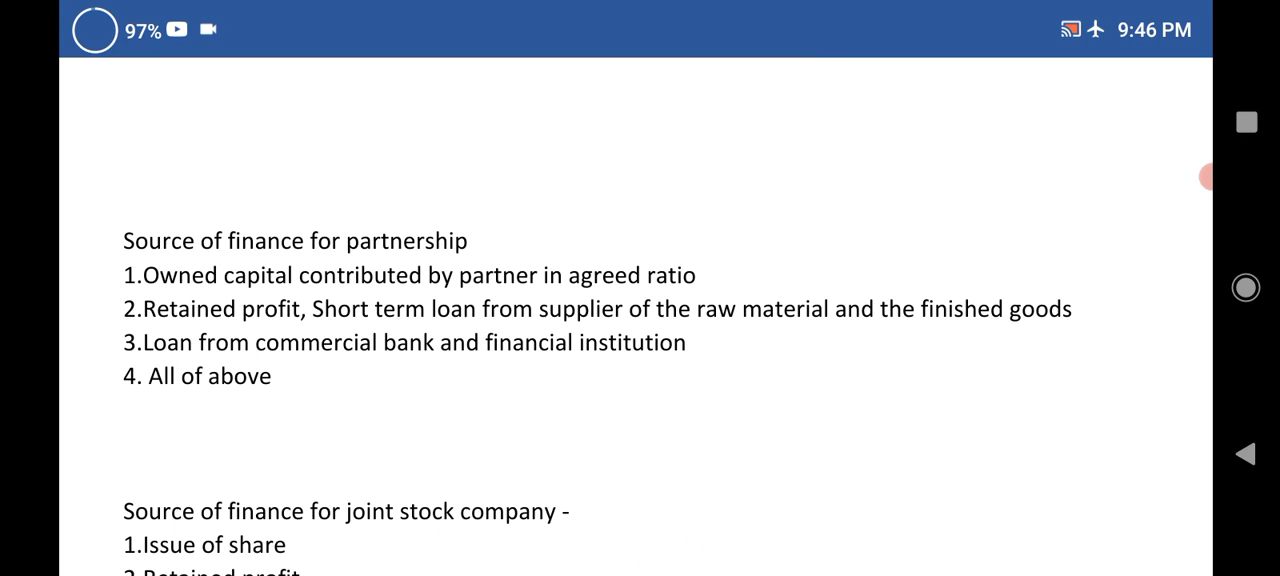 97% 9:46 PM
Source of finance for partnership
1.Owned capital contributed by partner in agreed ratio
2.Retained profit, Short term loan from supplier of the raw material and the finished goods
3.Loan from commercial bank and financial institution
4. All of above
Source of finance for joint stock company -
1.Issue of share
2.Retained profit